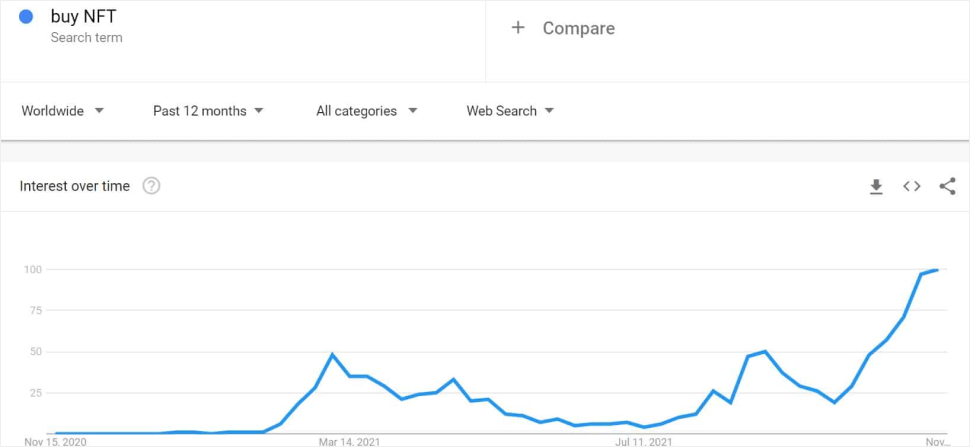 buy NFT
Search term
+ Compare
Worldwide
Past 12 months
All categories
Web Search
Interest over time ?
100
75
50
25
Nov 15, 2020
Mar 14, 2021
Jul 11, 2021
Nov...